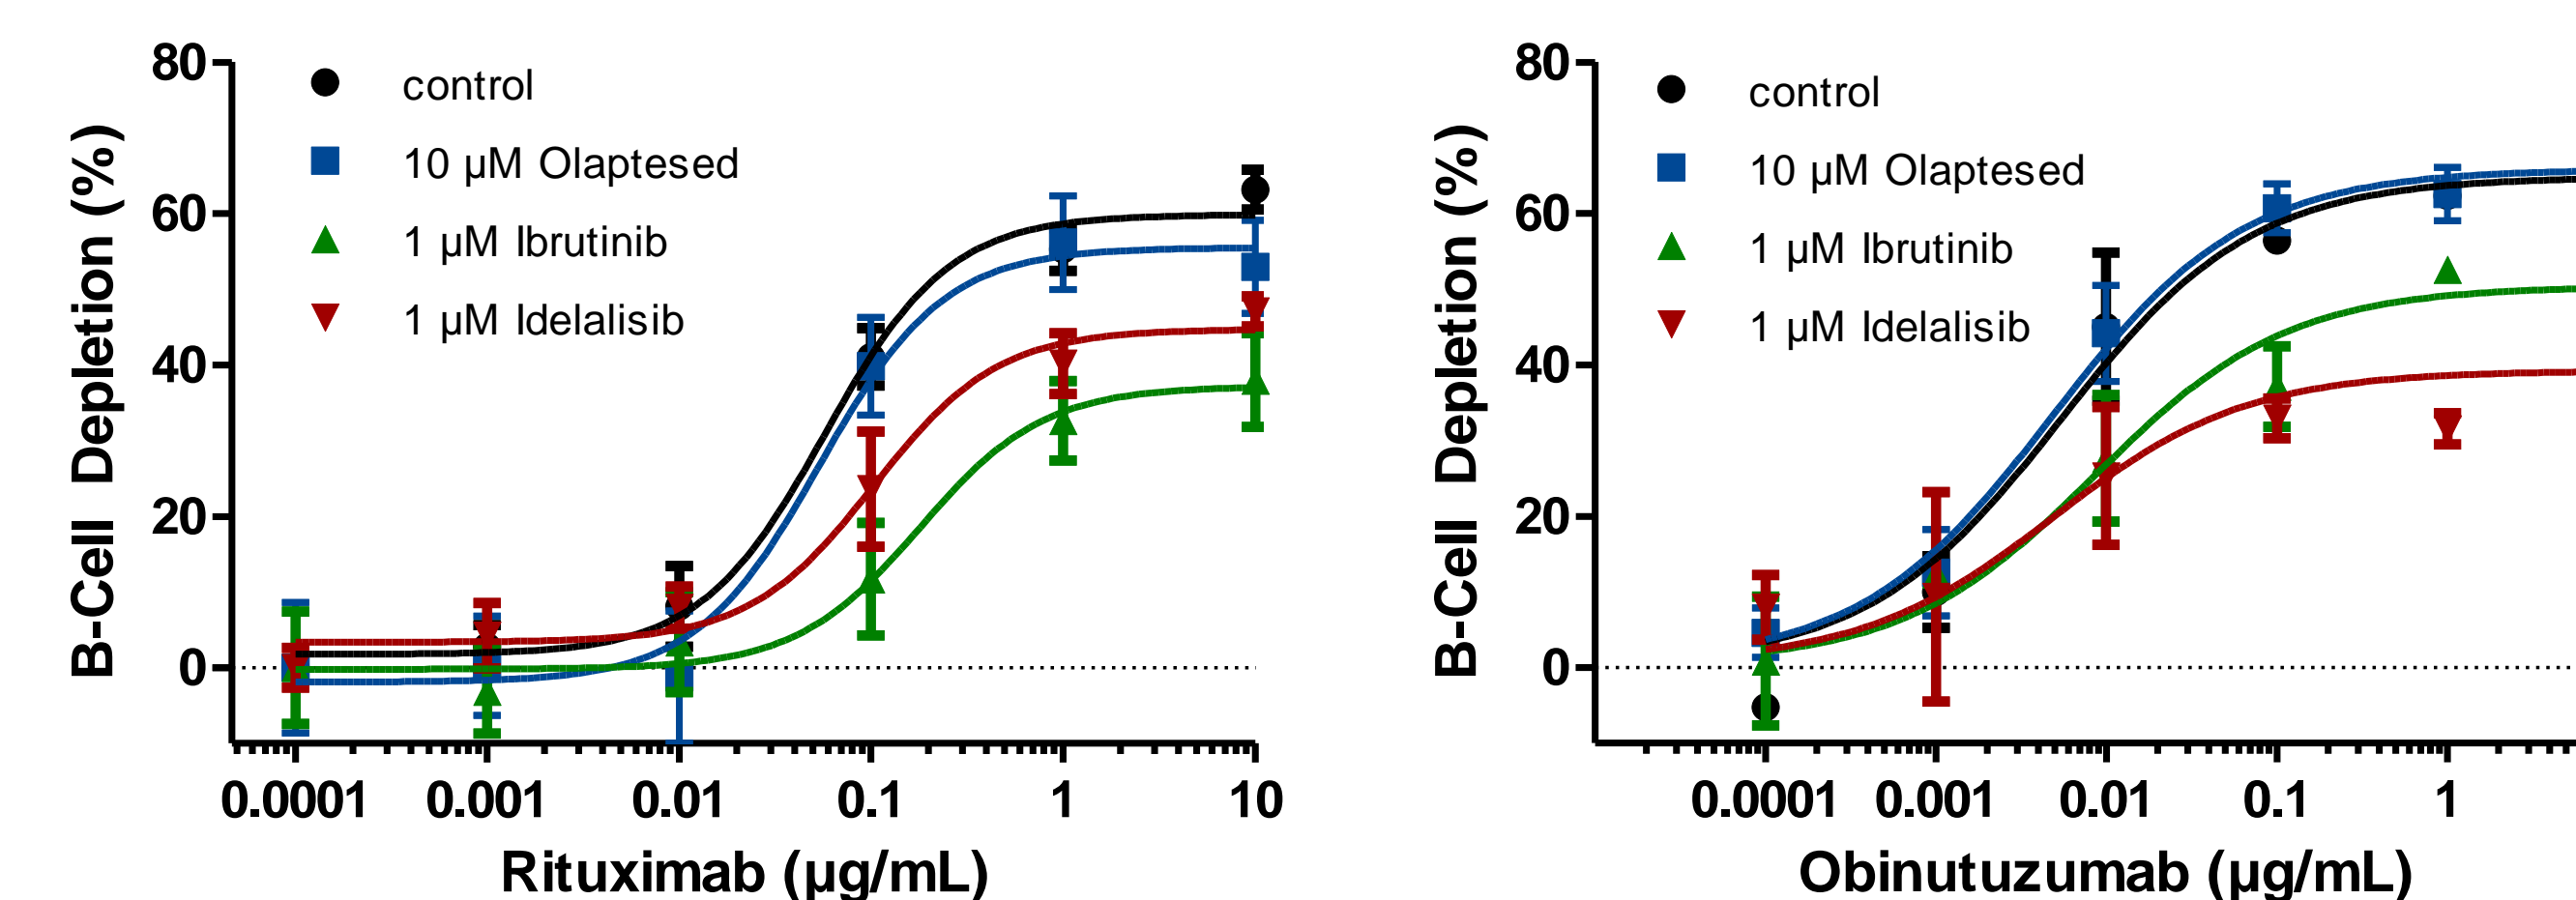 B-Cell Depletion (%)
80
60
40
20
0
control
10 µM Olaptesed
1 µM Ibrutinib
1 µM Idelalisib
0.0001 0.001 0.01 0.1 1 10
Rituximab (µg/mL)
B-Cell Depletion (%)
80
60
40
20
0
control
10 µM Olaptesed
1 µM Ibrutinib
1 µM Idelalisib
0.0001 0.001 0.01 0.1 1
Obinutuzumab (µg/mL)